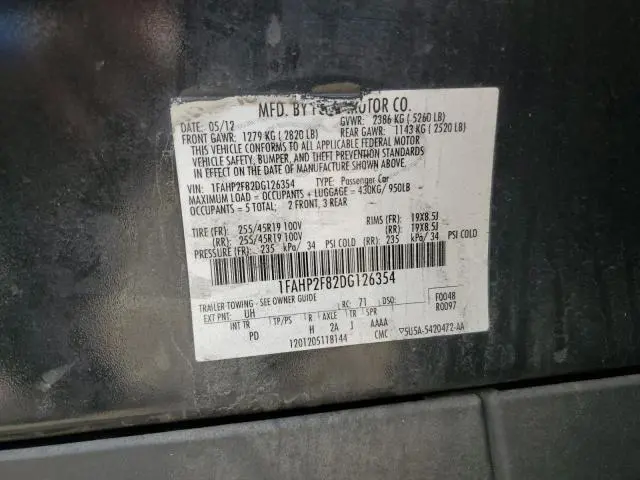 MFD. BY FORD MOTOR CO.
05/12 GVWR: 2386 KG ( 5260 LB)
FRONT GAWR: 1279 KG ( 2820 LB) REAR GAWR: 1143 KG ( 2520 LB)
THIS VEHICLE CONFORMS TO ALL APPLICABLE FEDERAL MOTOR
VEHICLE SAFETY, BUMPER, AND THEFT PREVENTION STANDARDS
IN EFFECT ON THE DATE OF MANUFACTURE SHOWN ABOVE.
VIN: 1FAHP2F82DG126354 TYPE: Passenger Car
MAXIMUM LOAD = OCCUPANTS + LUGGAGE = 430KG / 950LB
OCCUPANTS = 5 TOTAL; 2 FRONT, 3 REAR
TIRE (FR): 255/45R19 100V RIMS (FR): 19X8.5J
(RR): 255/45R19 100V (RR): 19X8.5J
PRESSURE (FR): 235 kPa/ 34 PSI COLD (RR): 235 kPa/ 34 PSI COLD
1FAHP2F82DG126354
TRAILER TOWING - SEE OWNER GUIDE F0048
EXT PNT: UH RC: 71 DSO: R0097
INT TR TP/PS R AXLE TR SPR
PD H 2A J AAAA
1201205118144 CMC ▽5U5A-5420472-AA